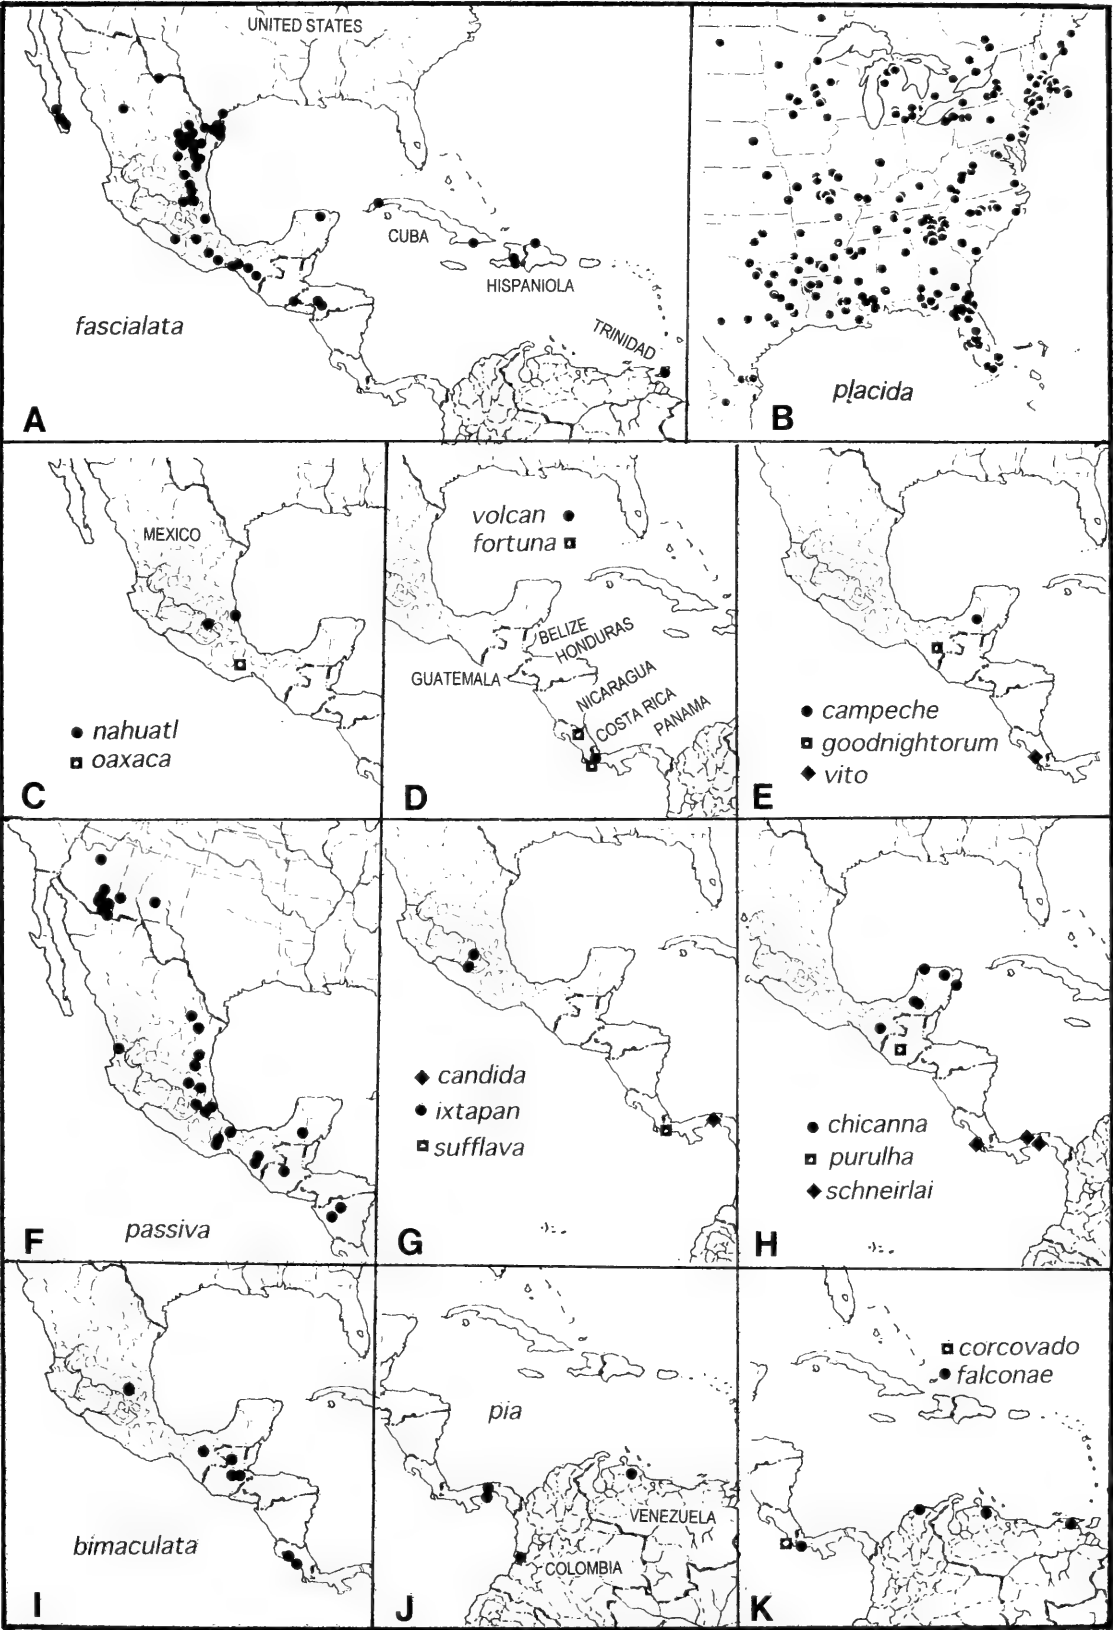 UNITED STATES
CUBA
HISPANIOLA
TRINIDAD
fascialata
A
placida
B
MEXICO
nahuatl
oaxaca
C
volcan
fortuna
BELIZE
HONDURAS
GUATEMALA
NICARAGUA
COSTA RICA
PANAMA
D
campeche
goodnightorum
vito
E
passiva
F
candida
ixtapan
sufflava
G
chicanna
purulha
schneirlai
H
bimaculata
I
pia
VENEZUELA
COLOMBIA
J
corcovado
falconae
K